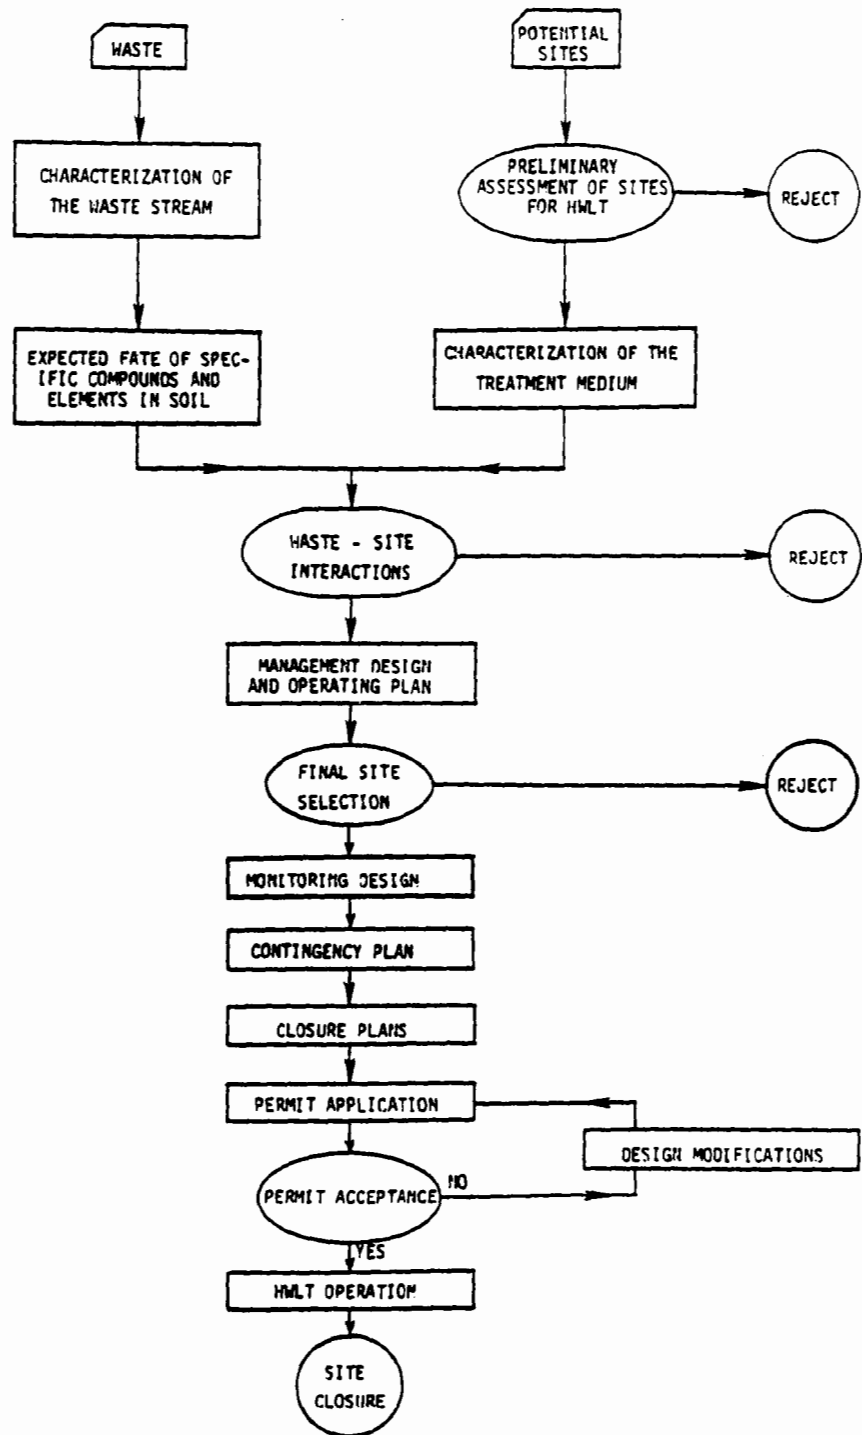 WASTE
POTENTIAL
SITES
CHARACTERIZATION OF
THE WASTE STREAM
PRELIMINARY
ASSESSMENT OF SITES
FOR HWLT
REJECT
EXPECTED FATE OF SPEC-
IFIC COMPOUNDS AND
ELEMENTS IN SOIL
CHARACTERIZATION OF THE
TREATMENT MEDIUM
WASTE - SITE
INTERACTIONS
REJECT
MANAGEMENT DESIGN
AND OPERATING PLAN
FINAL SITE
SELECTION
REJECT
MONITORING DESIGN
CONTINGENCY PLAN
CLOSURE PLANS
PERMIT APPLICATION
DESIGN MODIFICATIONS
PERMIT ACCEPTANCE
NO
YES
HWLT OPERATION
SITE
CLOSURE